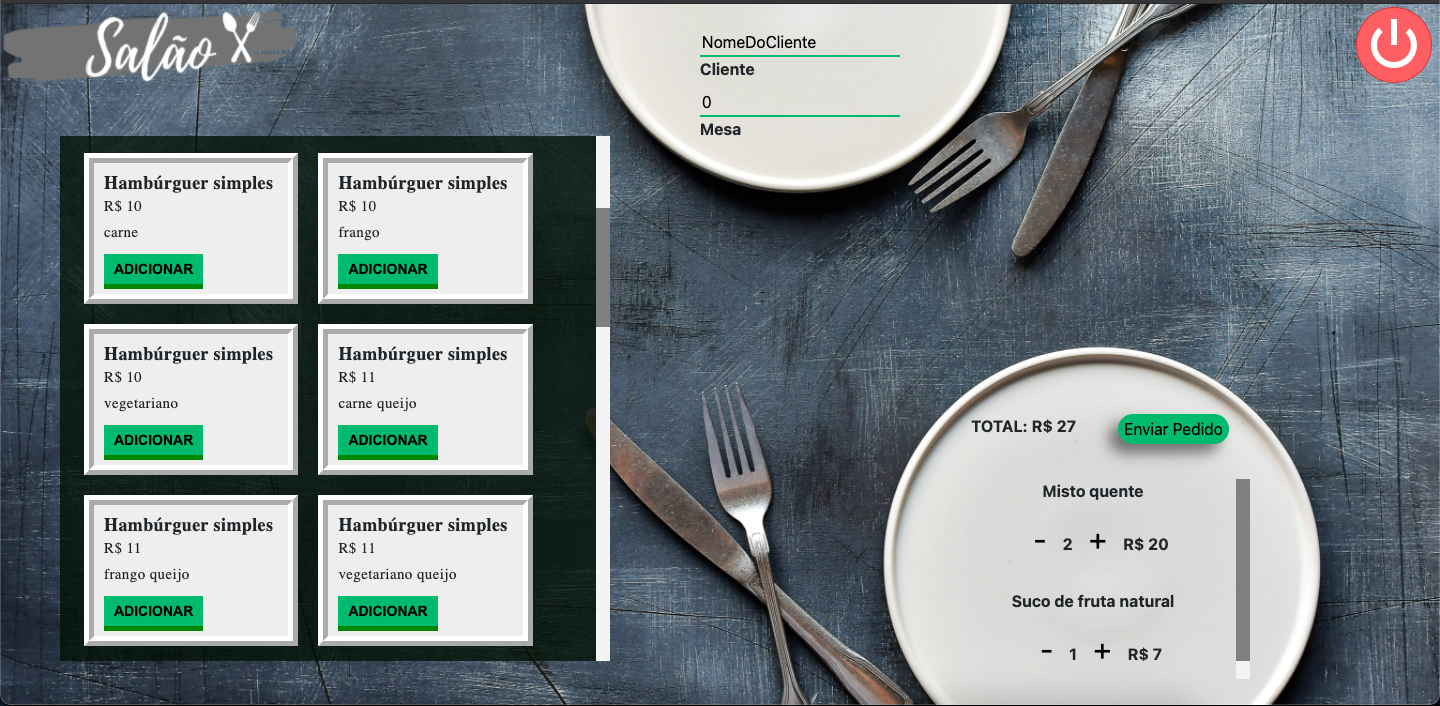 Salão
NomeDoCliente
Cliente
0
Mesa
Hambúrguer simples
R$ 10
carne
ADICIONAR
Hambúrguer simples
R$ 10
frango
ADICIONAR
Hambúrguer simples
R$ 10
vegetariano
ADICIONAR
Hambúrguer simples
R$ 11
carne queijo
ADICIONAR
Hambúrguer simples
R$ 11
frango queijo
ADICIONAR
Hambúrguer simples
R$ 11
vegetariano queijo
ADICIONAR
TOTAL: R$ 27
Enviar Pedido
Misto quente
- 2 + R$ 20
Suco de fruta natural
- 1 + R$ 7